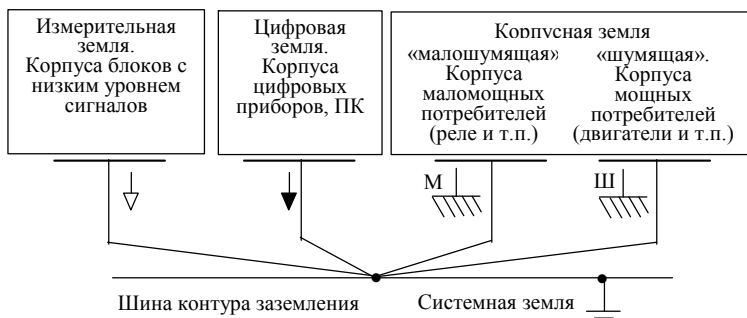 Измерительная
земля.
Корпуса блоков с
низким уровнем
сигналов
Цифровая
земля.
Корпуса
цифровых
приборов, ПК
Корпусная земля
«малошумящая»
Корпуса
маломощных
потребителей
(реле и т.п.)
«шумящая».
Корпуса
мощных
потребителей
(двигатели и т.п.)
М
Ш
Шина контура заземления
Системная земля